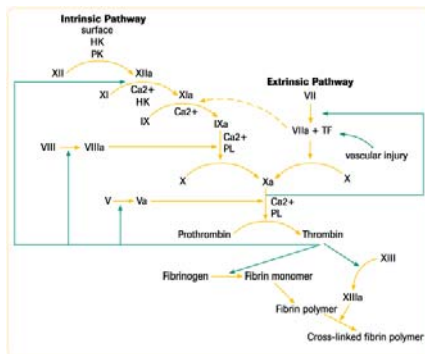 Intrinsic Pathway
surface
HK
PK
XII
XIIa
XI
Ca2+
HK
XIa
Extrinsic Pathway
VII
IX
Ca2+
IXa
VIIa + TF
vascular injury
VIII
VIIIa
Ca2+
PL
X
Xa
X
V
Va
Ca2+
PL
Prothrombin
Thrombin
XIII
Fibrinogen
Fibrin monomer
XIIIa
Fibrin polymer
Cross-linked fibrin polymer